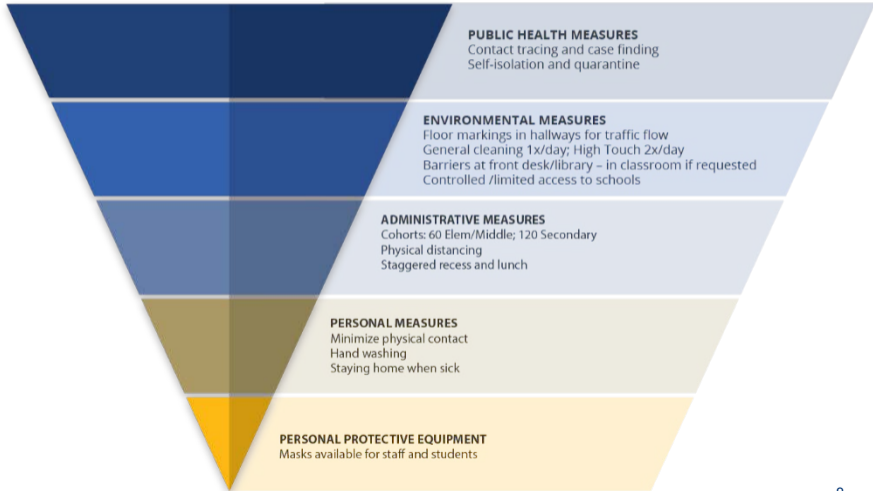 PUBLIC HEALTH MEASURES
Contact tracing and case finding
Self-isolation and quarantine
ENVIRONMENTAL MEASURES
Floor markings in hallways for traffic flow
General cleaning 1x/day; High Touch 2x/day
Barriers at front desk/library – in classroom if requested
Controlled /limited access to schools
ADMINISTRATIVE MEASURES
Cohorts: 60 Elem/Middle; 120 Secondary
Physical distancing
Staggered recess and lunch
PERSONAL MEASURES
Minimize physical contact
Hand washing
Staying home when sick
PERSONAL PROTECTIVE EQUIPMENT
Masks available for staff and students